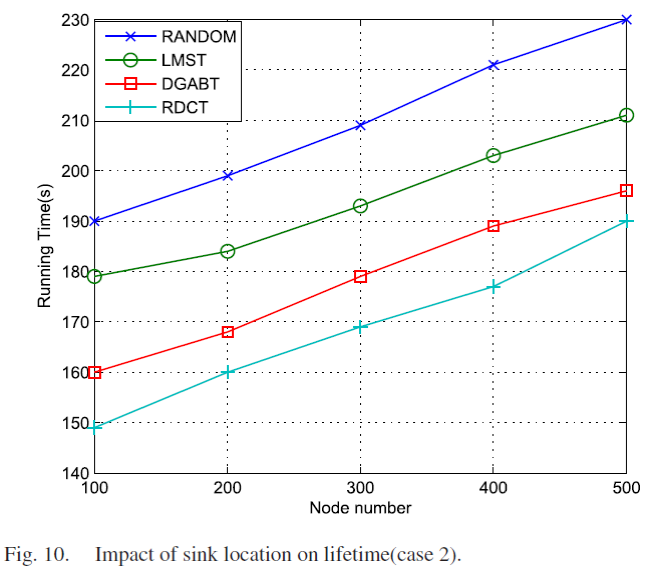 230
220
210
200
190
180
170
160
150
140
100
200
300
400
500
RANDOM
LMST
DGABT
RDCT
Running Time(s)
Node number
Fig. 10. Impact of sink location on lifetime(case 2).